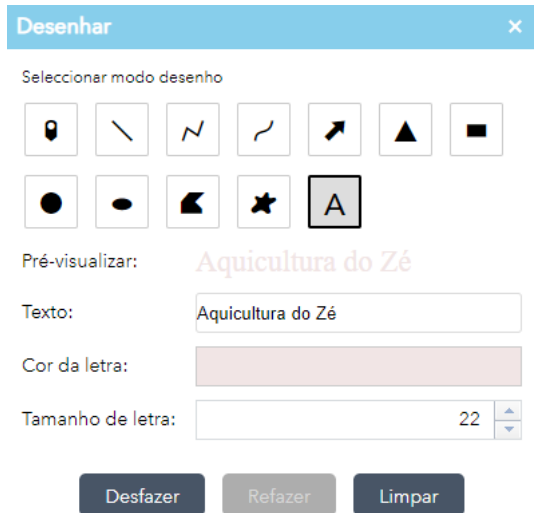 Desenhar ×
Seleccionar modo desenho
A
Pré-visualizar: Aquicultura do Zé
Texto: Aquicultura do Zé
Cor da letra:
Tamanho de letra: 22
Desfazer Refazer Limpar